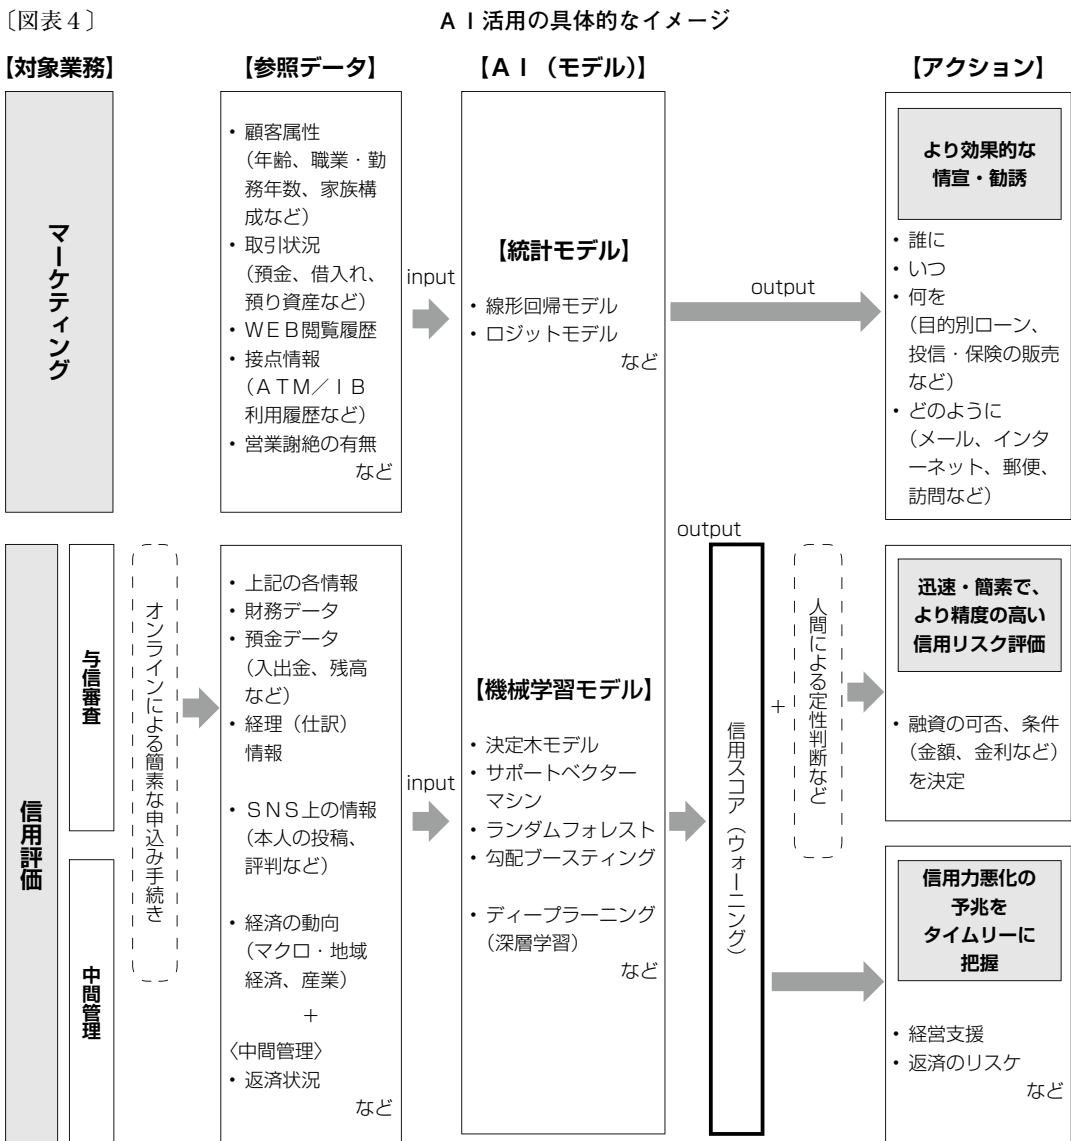 〔図表4〕
AI活用の具体的なイメージ
【対象業務】
【参照データ】
【AI（モデル）】
【アクション】
マーケティング
・顧客属性
（年齢、職業・勤
務年数、家族構
成など）
・取引状況
（預金、借入れ、
預り資産など）
・WEB閲覧履歴
・接点情報
（ATM／IB
利用履歴など）
・営業謝絶の有無
など
input
【統計モデル】
・線形回帰モデル
・ロジットモデル
など
output
より効果的な
情宣・勧誘
・誰に
・いつ
・何を
（目的別ローン、
投信・保険の販売
など）
・どのように
（メール、インタ
ーネット、郵便、
訪問など）
信用評価
与信審査
中間管理
オンラインによる簡素な申込み手続き
・上記の各情報
・財務データ
・預金データ
（入出金、残高
など）
・経理（仕訳）
情報
・SNS上の情報
（本人の投稿、
評判など）
・経済の動向
（マクロ・地域
経済、産業）
＋
〈中間管理〉
・返済状況
など
input
【機械学習モデル】
・決定木モデル
・サポートベクター
マシン
・ランダムフォレスト
・勾配ブースティング
・ディープラーニング
（深層学習）
など
output
信用スコア（ウォーニング）
＋
人間による定性判断など
迅速・簡素で、
より精度の高い
信用リスク評価
・融資の可否、条件
（金額、金利など）
を決定
信用力悪化の
予兆を
タイムリーに
把握
・経営支援
・返済のリスケ
など